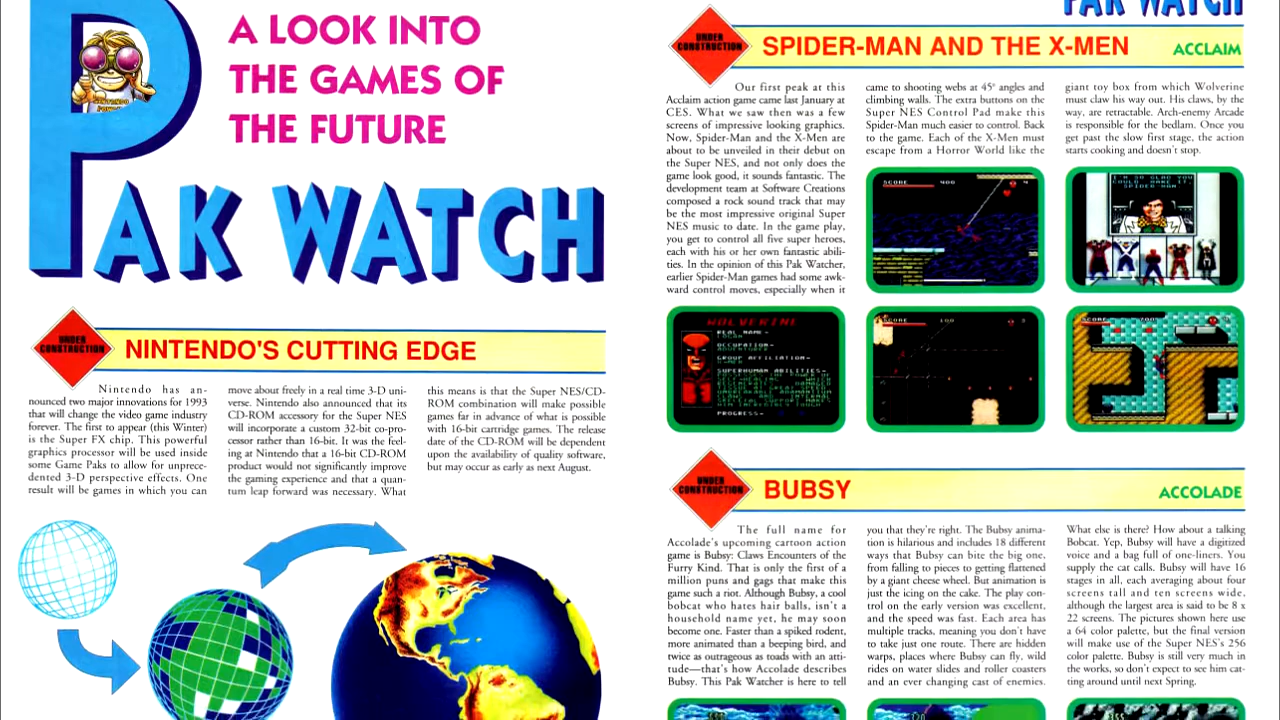 A LOOK INTO
THE GAMES OF
THE FUTURE
PAK WATCH
UNDER
CONSTRUCTION
NINTENDO'S CUTTING EDGE
Nintendo has an-
nounced two major innovations for 1993
that will change the video game industry
forever. The first to appear (this Winter)
is the Super FX chip. This powerful
graphics processor will be used inside
some Game Paks to allow for unprece-
dented 3-D perspective effects. One
result will be games in which you can
move about freely in a real time 3-D uni-
verse. Nintendo also announced that its
CD-ROM accessory for the Super NES
will incorporate a custom 32-bit co-pro-
cessor rather than 16-bit. It was the feel-
ing at Nintendo that a 16-bit CD-ROM
product would not significantly improve
the gaming experience and that a quan-
tum leap forward was necessary. What
this means is that the Super NES/CD-
ROM combination will make possible
games far in advance of what is possible
with 16-bit cartridge games. The release
date of the CD-ROM will be dependent
upon the availability of quality software,
but may occur as early as next August.
PAK WATCH
UNDER
CONSTRUCTION
SPIDER-MAN AND THE X-MEN
ACCLAIM
Our first peak at this
Acclaim action game came last January at
CES. What we saw then was a few
screens of impressive looking graphics.
Now, Spider-Man and the X-Men are
about to be unveiled in their debut on
the Super NES, and not only does the
game look good, it sounds fantastic. The
development team at Software Creations
composed a rock sound track that may
be the most impressive original Super
NES music to date. In the game play,
you get to control all five super heroes,
each with his or her own fantastic abili-
ties. In the opinion of this Pak Watcher,
earlier Spider-Man games had some awk-
ward control moves, especially when it
came to shooting webs at 45° angles and
climbing walls. The extra buttons on the
Super NES Control Pad make this
Spider-Man much easier to control. Back
to the game. Each of the X-Men must
escape from a Horror World like the
giant toy box from which Wolverine
must claw his way out. His claws, by the
way, are retractable. Arch-enemy Arcade
is responsible for the bedlam. Once you
get past the slow first stage, the action
starts cooking and doesn't stop.
SCORE 400
I'M SO GLAD YOU
COULD MAKE IT,
SPIDER-MAN
WOLVERINE
REAL NAME-
LOGAN
OCCUPATION-
ADVENTURER
GROUP AFFILIATION-
X-MEN
SUPERHUMAN ABILITIES-
PROGRESS-
SCORE 100
SCORE
UNDER
CONSTRUCTION
BUBSY
ACCOLADE
The full name for
Accolade's upcoming cartoon action
game is Bubsy: Claws Encounters of the
Furry Kind. That is only the first of a
million puns and gags that make this
game such a riot. Although Bubsy, a cool
bobcat who hates hair balls, isn't a
household name yet, he may soon
become one. Faster than a spiked rodent,
more animated than a beeping bird, and
twice as outrageous as toads with an atti-
tude—that's how Accolade describes
Bubsy. This Pak Watcher is here to tell
you that they're right. The Bubsy anima-
tion is hilarious and includes 18 different
ways that Bubsy can bite the big one,
from falling to pieces to getting flattened
by a giant cheese wheel. But animation is
just the icing on the cake. The play con-
trol on the early version was excellent,
and the speed was fast. Each area has
multiple tracks, meaning you don't have
to take just one route. There are hidden
warps, places where Bubsy can fly, wild
rides on water slides and roller coasters
and an ever changing cast of enemies.
What else is there? How about a talking
Bobcat. Yep, Bubsy will have a digitized
voice and a bag full of one-liners. You
supply the cat calls. Bubsy will have 16
stages in all, each averaging about four
screens tall and ten screens wide,
although the largest area is said to be 8 x
22 screens. The pictures shown here use
a 64 color palette, but the final version
will make use of the Super NES's 256
color palette. Bubsy is still very much in
the works, so don't expect to see him cat-
ting around until next Spring.